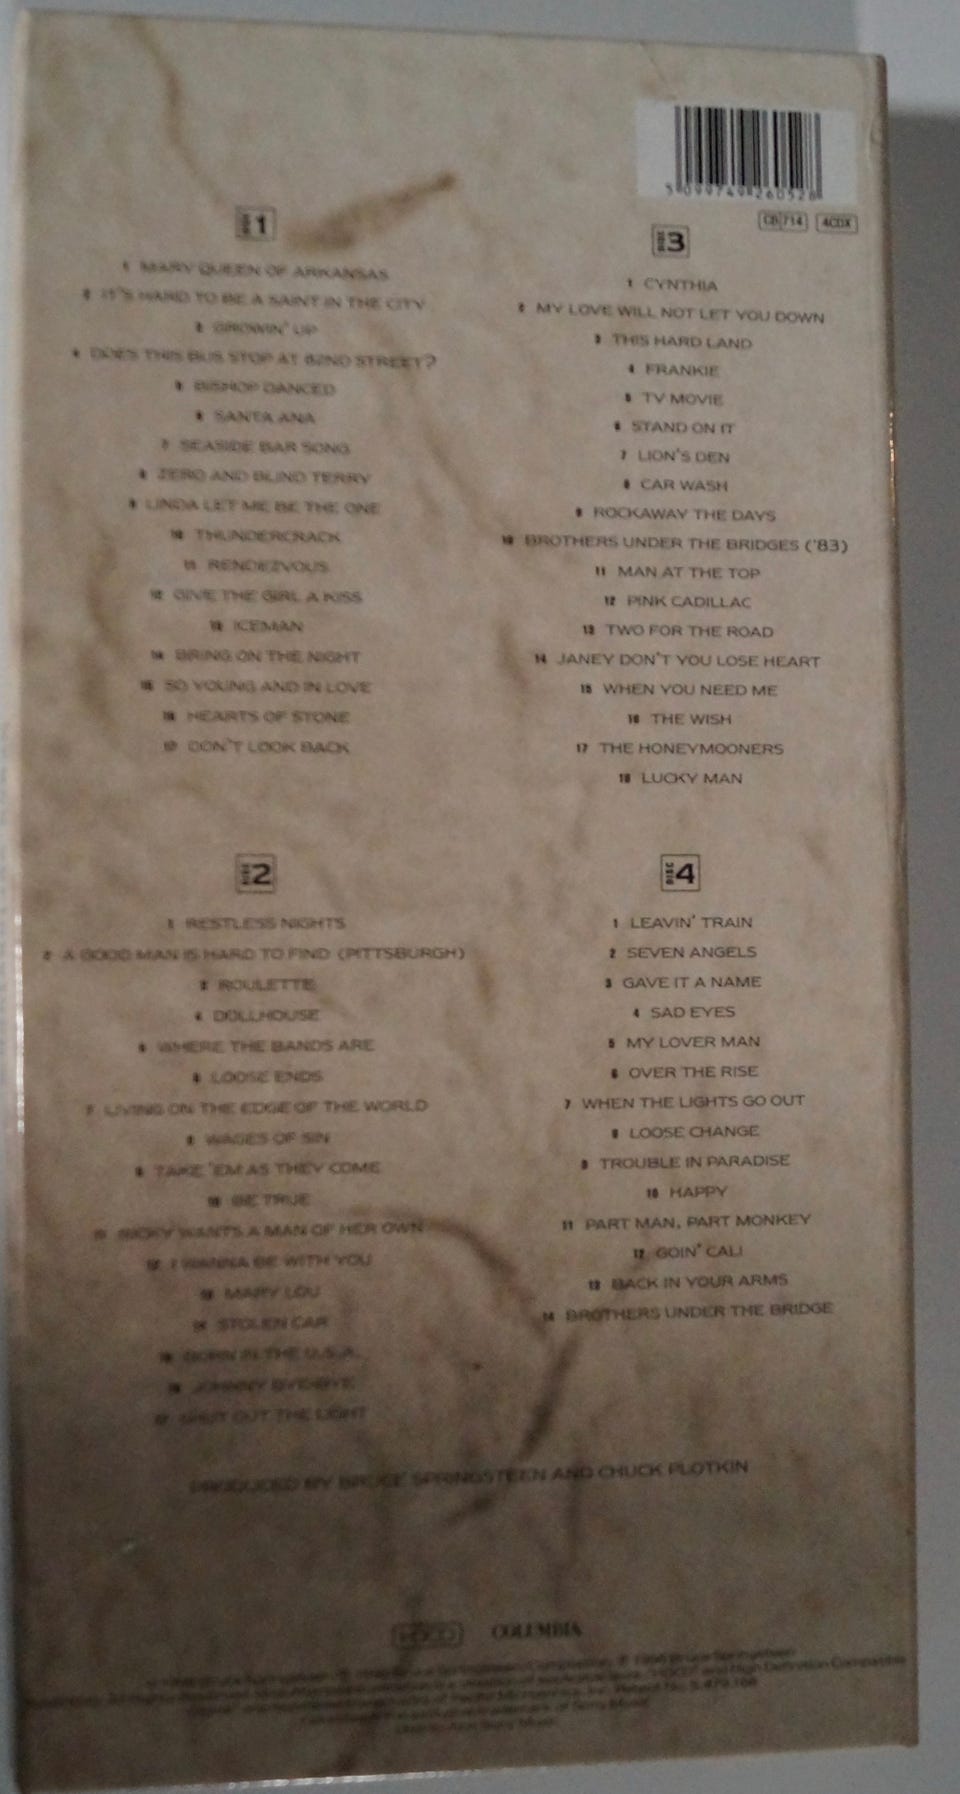 5 099749 260528
CB 714
4CDX
DISC 1
1 MARY QUEEN OF ARKANSAS
2 IT'S HARD TO BE A SAINT IN THE CITY
3 GROWIN' UP
4 DOES THIS BUS STOP AT 82ND STREET?
5 BISHOP DANCED
6 SANTA ANA
7 SEASIDE BAR SONG
8 ZERO AND BLIND TERRY
9 LINDA LET ME BE THE ONE
10 THUNDERCRACK
11 RENDEZVOUS
12 GIVE THE GIRL A KISS
13 ICEMAN
14 BRING ON THE NIGHT
15 SO YOUNG AND IN LOVE
16 HEARTS OF STONE
17 DON'T LOOK BACK
DISC 2
1 RESTLESS NIGHTS
2 A GOOD MAN IS HARD TO FIND (PITTSBURGH)
3 ROULETTE
4 DOLLHOUSE
5 WHERE THE BANDS ARE
6 LOOSE ENDS
7 LIVING ON THE EDGE OF THE WORLD
8 WAGES OF SIN
9 TAKE 'EM AS THEY COME
10 BE TRUE
11 RICKY WANTS A MAN OF HER OWN
12 I WANNA BE WITH YOU
13 MARY LOU
14 STOLEN CAR
15 BORN IN THE U.S.A.
16 JOHNNY BYE-BYE
17 SHUT OUT THE LIGHT
DISC 3
1 CYNTHIA
2 MY LOVE WILL NOT LET YOU DOWN
3 THIS HARD LAND
4 FRANKIE
5 TV MOVIE
6 STAND ON IT
7 LION'S DEN
8 CAR WASH
9 ROCKAWAY THE DAYS
10 BROTHERS UNDER THE BRIDGES ('83)
11 MAN AT THE TOP
12 PINK CADILLAC
13 TWO FOR THE ROAD
14 JANEY DON'T YOU LOSE HEART
15 WHEN YOU NEED ME
16 THE WISH
17 THE HONEYMOONERS
18 LUCKY MAN
DISC 4
1 LEAVIN' TRAIN
2 SEVEN ANGELS
3 GAVE IT A NAME
4 SAD EYES
5 MY LOVER MAN
6 OVER THE RISE
7 WHEN THE LIGHTS GO OUT
8 LOOSE CHANGE
9 TROUBLE IN PARADISE
10 HAPPY
11 PART MAN, PART MONKEY
12 GOIN' CALI
13 BACK IN YOUR ARMS
14 BROTHERS UNDER THE BRIDGE
PRODUCED BY BRUCE SPRINGSTEEN AND CHUCK PLOTKIN
HDCD COLUMBIA